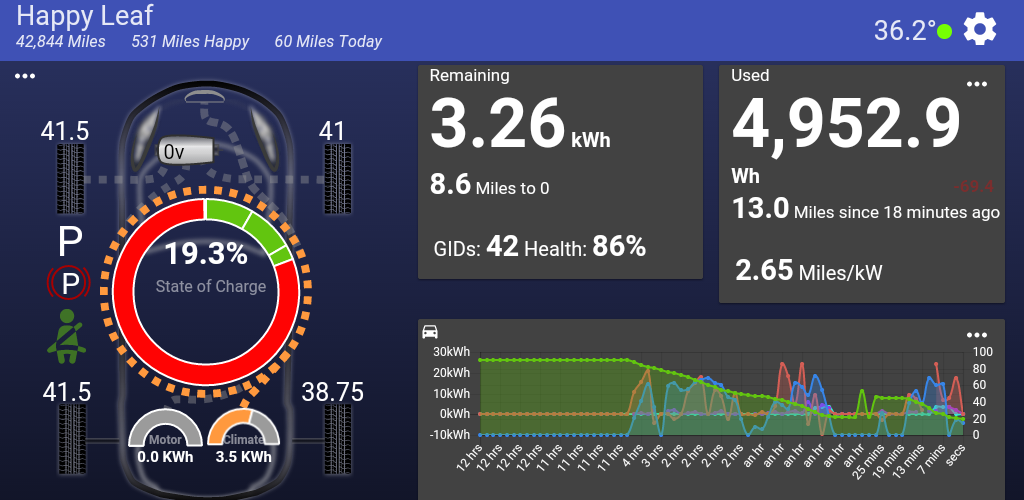 Happy Leaf
42,844 Miles 531 Miles Happy 60 Miles Today
36.2°
41.5 41
0v
P
(P)
19.3%
State of Charge
41.5 38.75
Motor Climate
0.0 KWh 3.5 KWh
Remaining
3.26 kWh
8.6 Miles to 0
GIDs: 42 Health: 86%
Used
4,952.9
Wh
-69.4
13.0 Miles since 18 minutes ago
2.65 Miles/kW
30kWh 100
20kWh 80
10kWh 60
0kWh 40
-10kWh 20
0
12 hrs 12 hrs 12 hrs 12 hrs 11 hrs 11 hrs 11 hrs 11 hrs 4 hrs 3 hrs 2 hrs 2 hrs 2 hrs 2 hrs an hr an hr an hr an hr an hr an hr 25 mins 19 mins 13 mins 7 mins secs